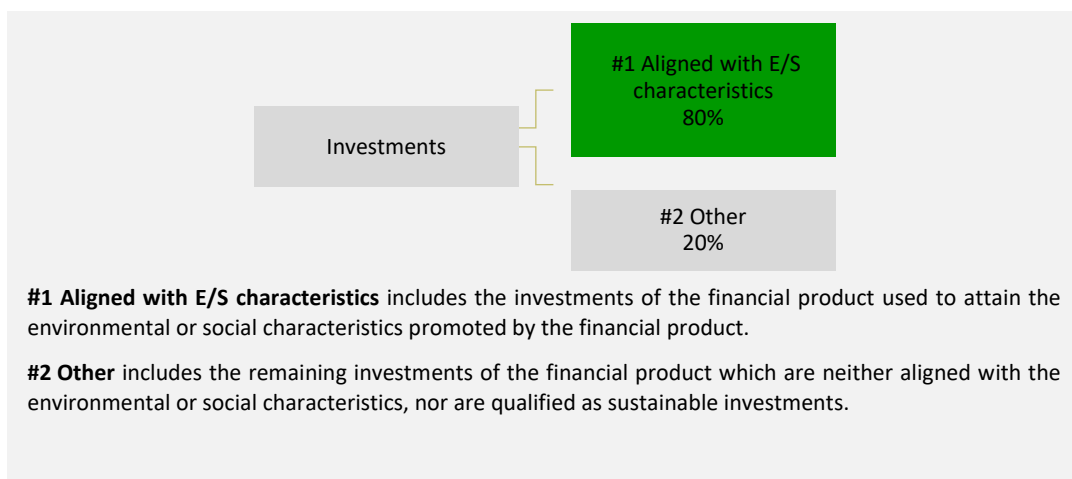 #1 Aligned with E/S
characteristics
80%
Investments
#2 Other
20%
#1 Aligned with E/S characteristics includes the investments of the financial product used to attain the
environmental or social characteristics promoted by the financial product.
#2 Other includes the remaining investments of the financial product which are neither aligned with the
environmental or social characteristics, nor are qualified as sustainable investments.